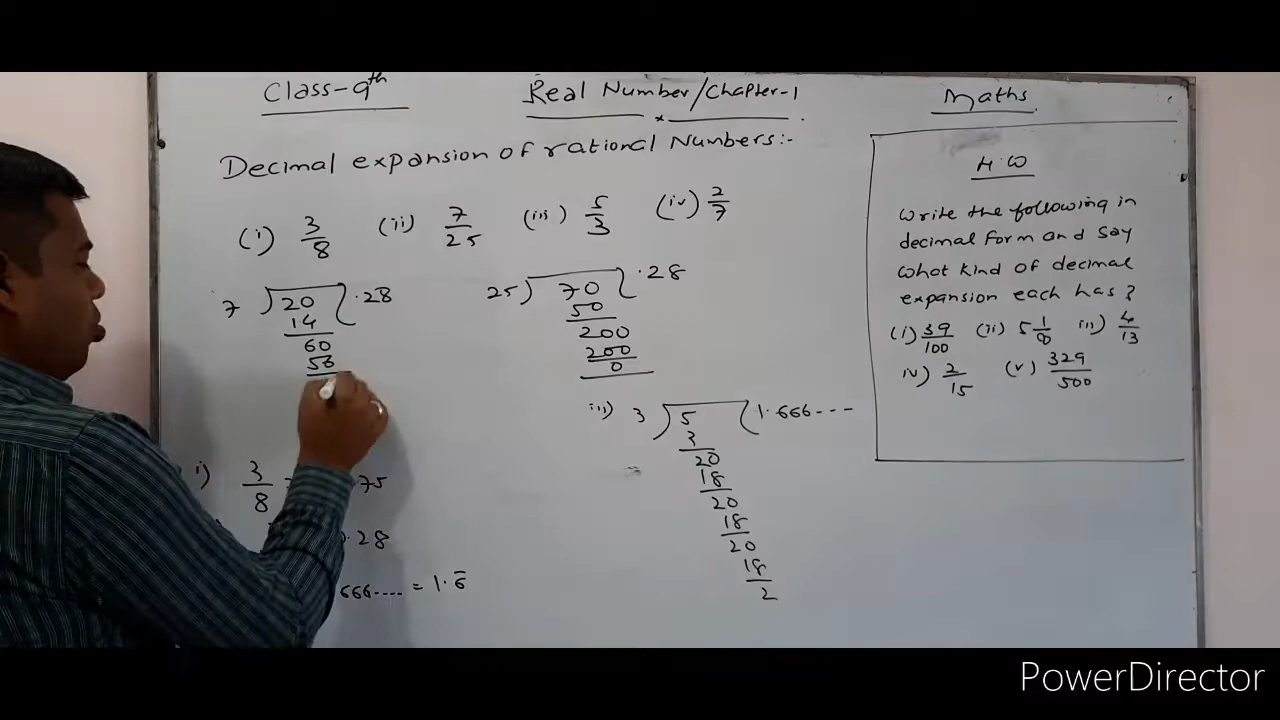 Class-9th
Real Number/Chapter-1
Maths
Decimal expansion of rational Numbers:-
(i) 3/8 (ii) 7/25 (iii) 5/3 (iv) 2/7
7 ) 20 ( .28
14
60
56
25 ) 70 ( .28
50
200
200
0
iii) 3 ) 5 ( 1.666---
3
20
18
20
18
20
18
2
i) 3/8 = 75
.28
666.... = 1.6̄
H.W
Write the following in
decimal form and say
What kind of decimal
expansion each has?
(i) 39/100 (ii) 5 1/8 iii) 4/13
iv) 2/15 (v) 329/500
PowerDirector